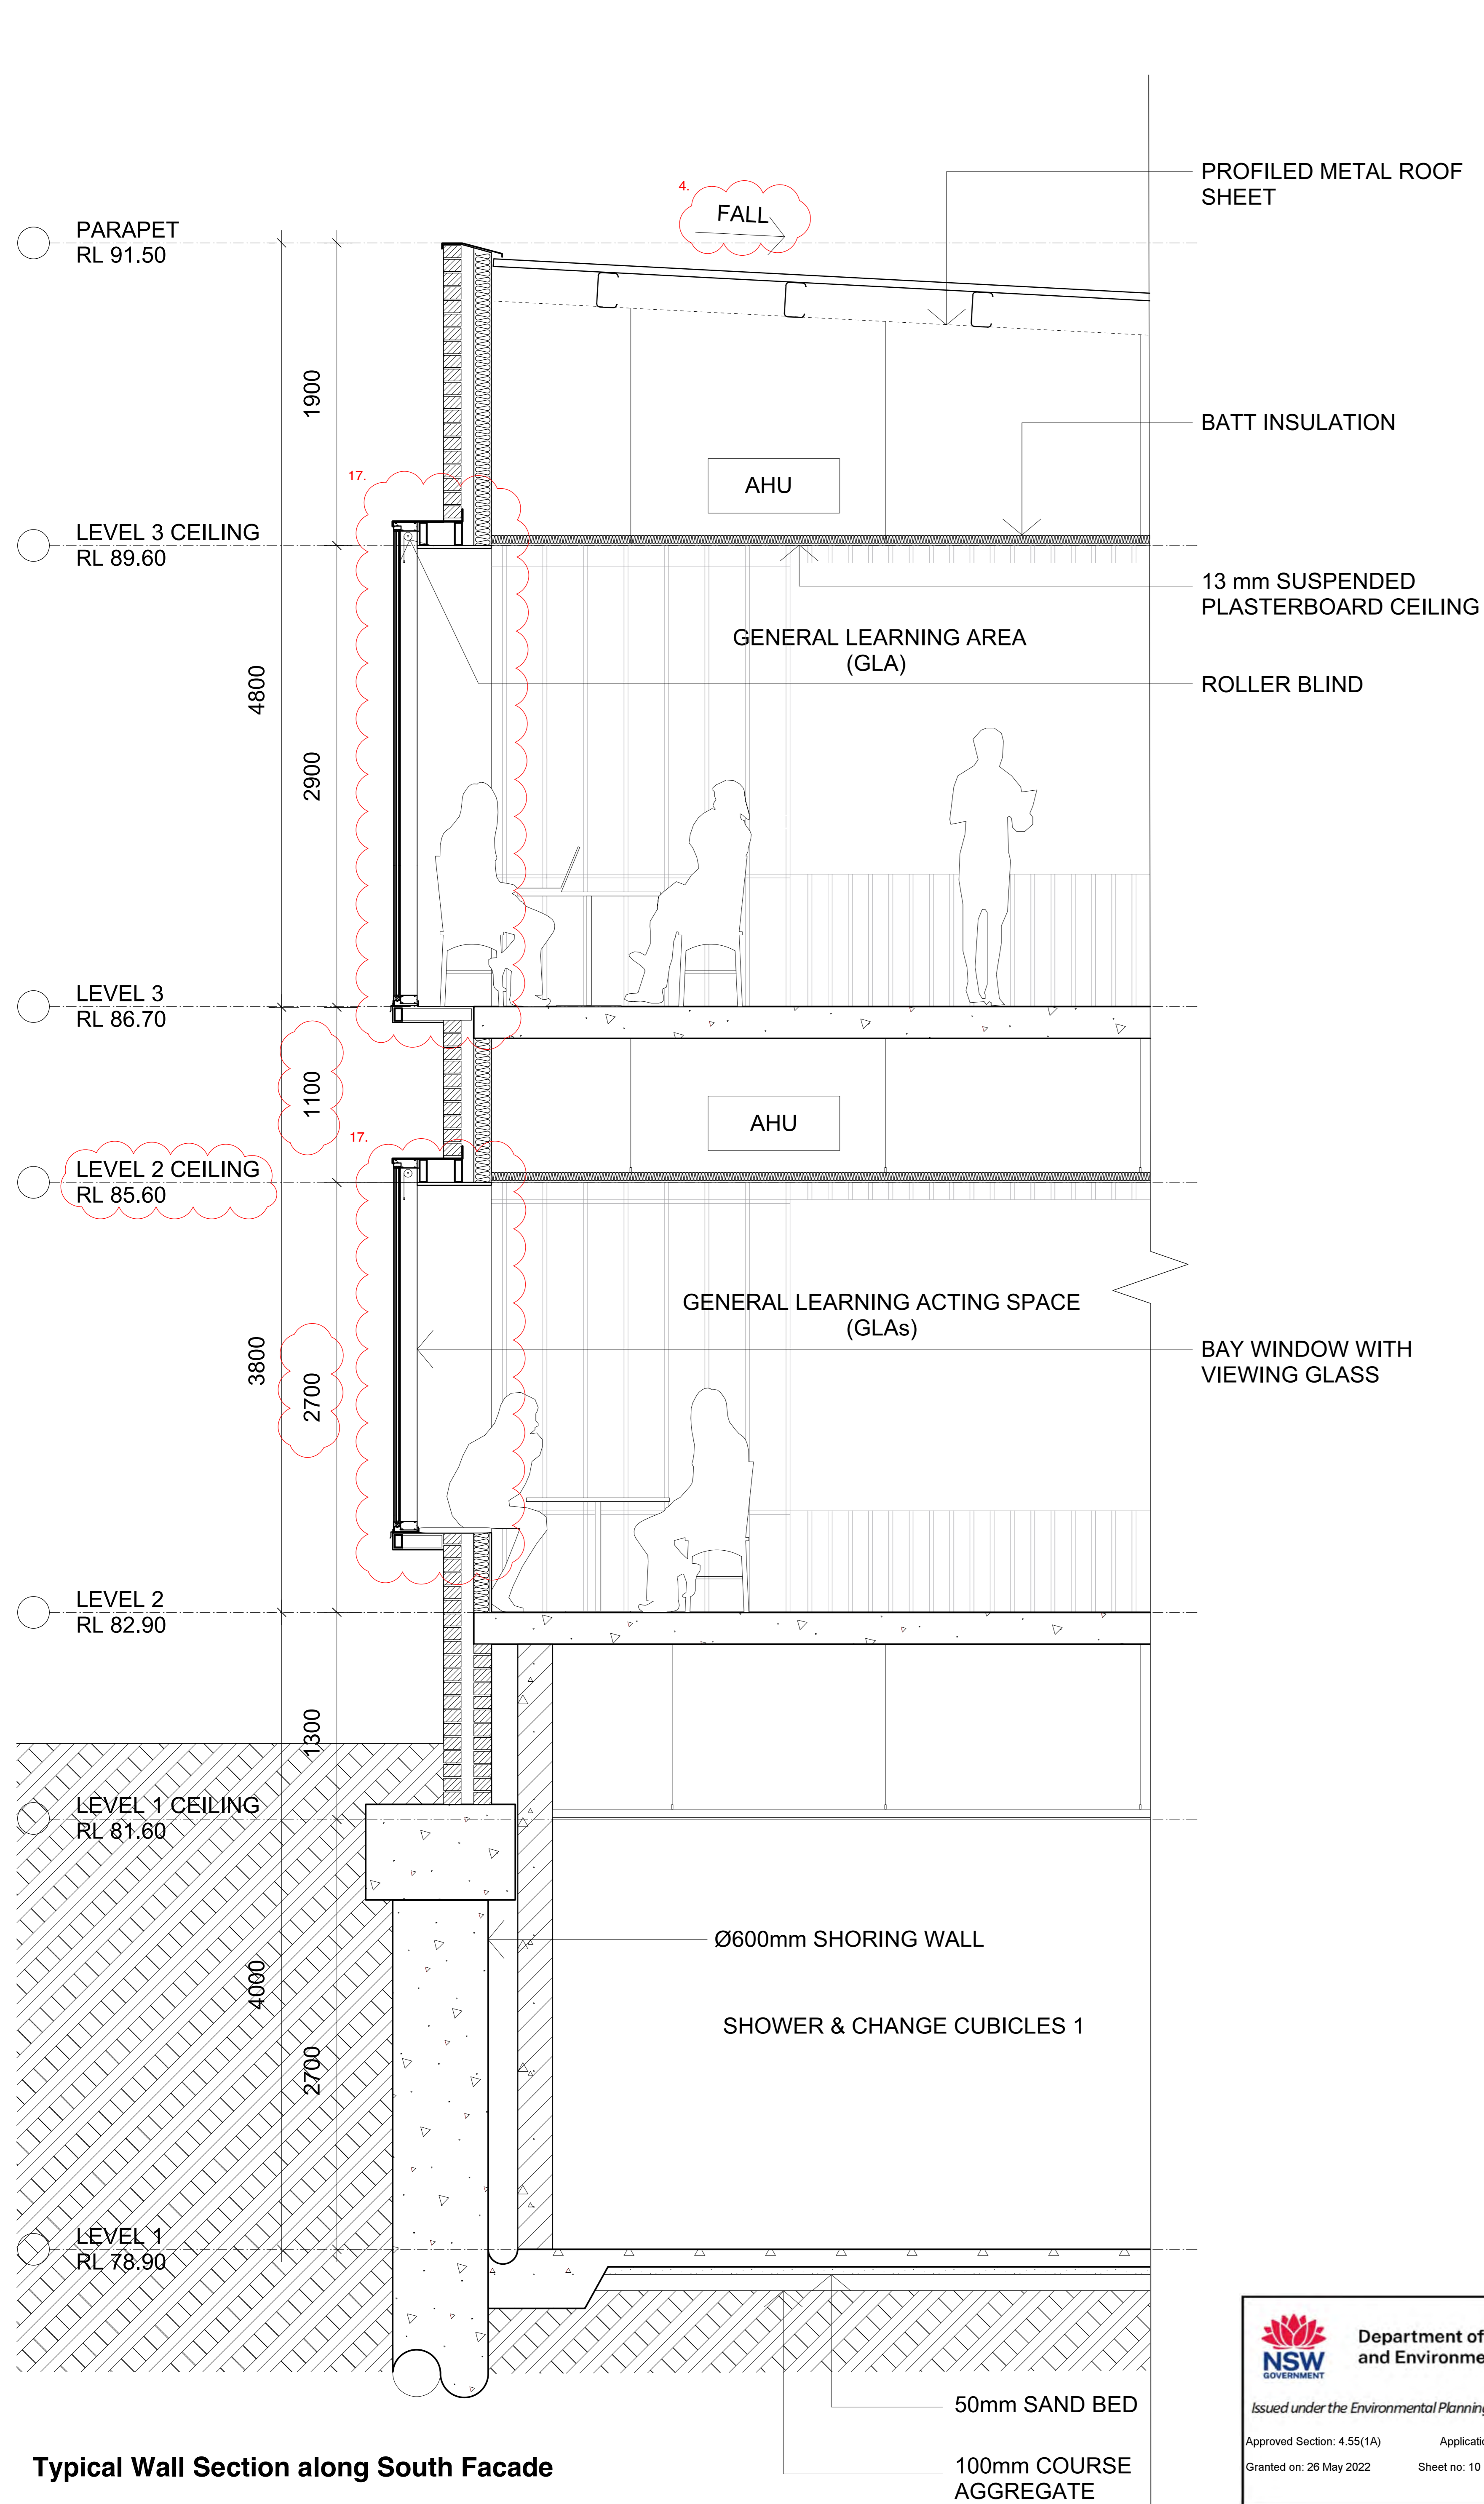 PROFILED METAL ROOF
SHEET
4.
FALL
PARAPET
RL 91.50
1900
BATT INSULATION
AHU
17.
LEVEL 3 CEILING
RL 89.60
13 mm SUSPENDED
PLASTERBOARD CEILING
GENERAL LEARNING AREA
(GLA)
ROLLER BLIND
4800
2900
LEVEL 3
RL 86.70
1100
AHU
17.
LEVEL 2 CEILING
RL 85.60
GENERAL LEARNING ACTING SPACE
(GLAs)
BAY WINDOW WITH
VIEWING GLASS
3800
2700
LEVEL 2
RL 82.90
1300
LEVEL 1 CEILING
RL 81.60
Ø600mm SHORING WALL
4000
SHOWER & CHANGE CUBICLES 1
2700
LEVEL 1
RL 78.90
50mm SAND BED
100mm COURSE
AGGREGATE
Typical Wall Section along South Facade
NSW
GOVERNMENT
Department of
and Environme
Issued under the Environmental Planning
Approved Section: 4.55(1A) Applicati
Granted on: 26 May 2022 Sheet no: 10